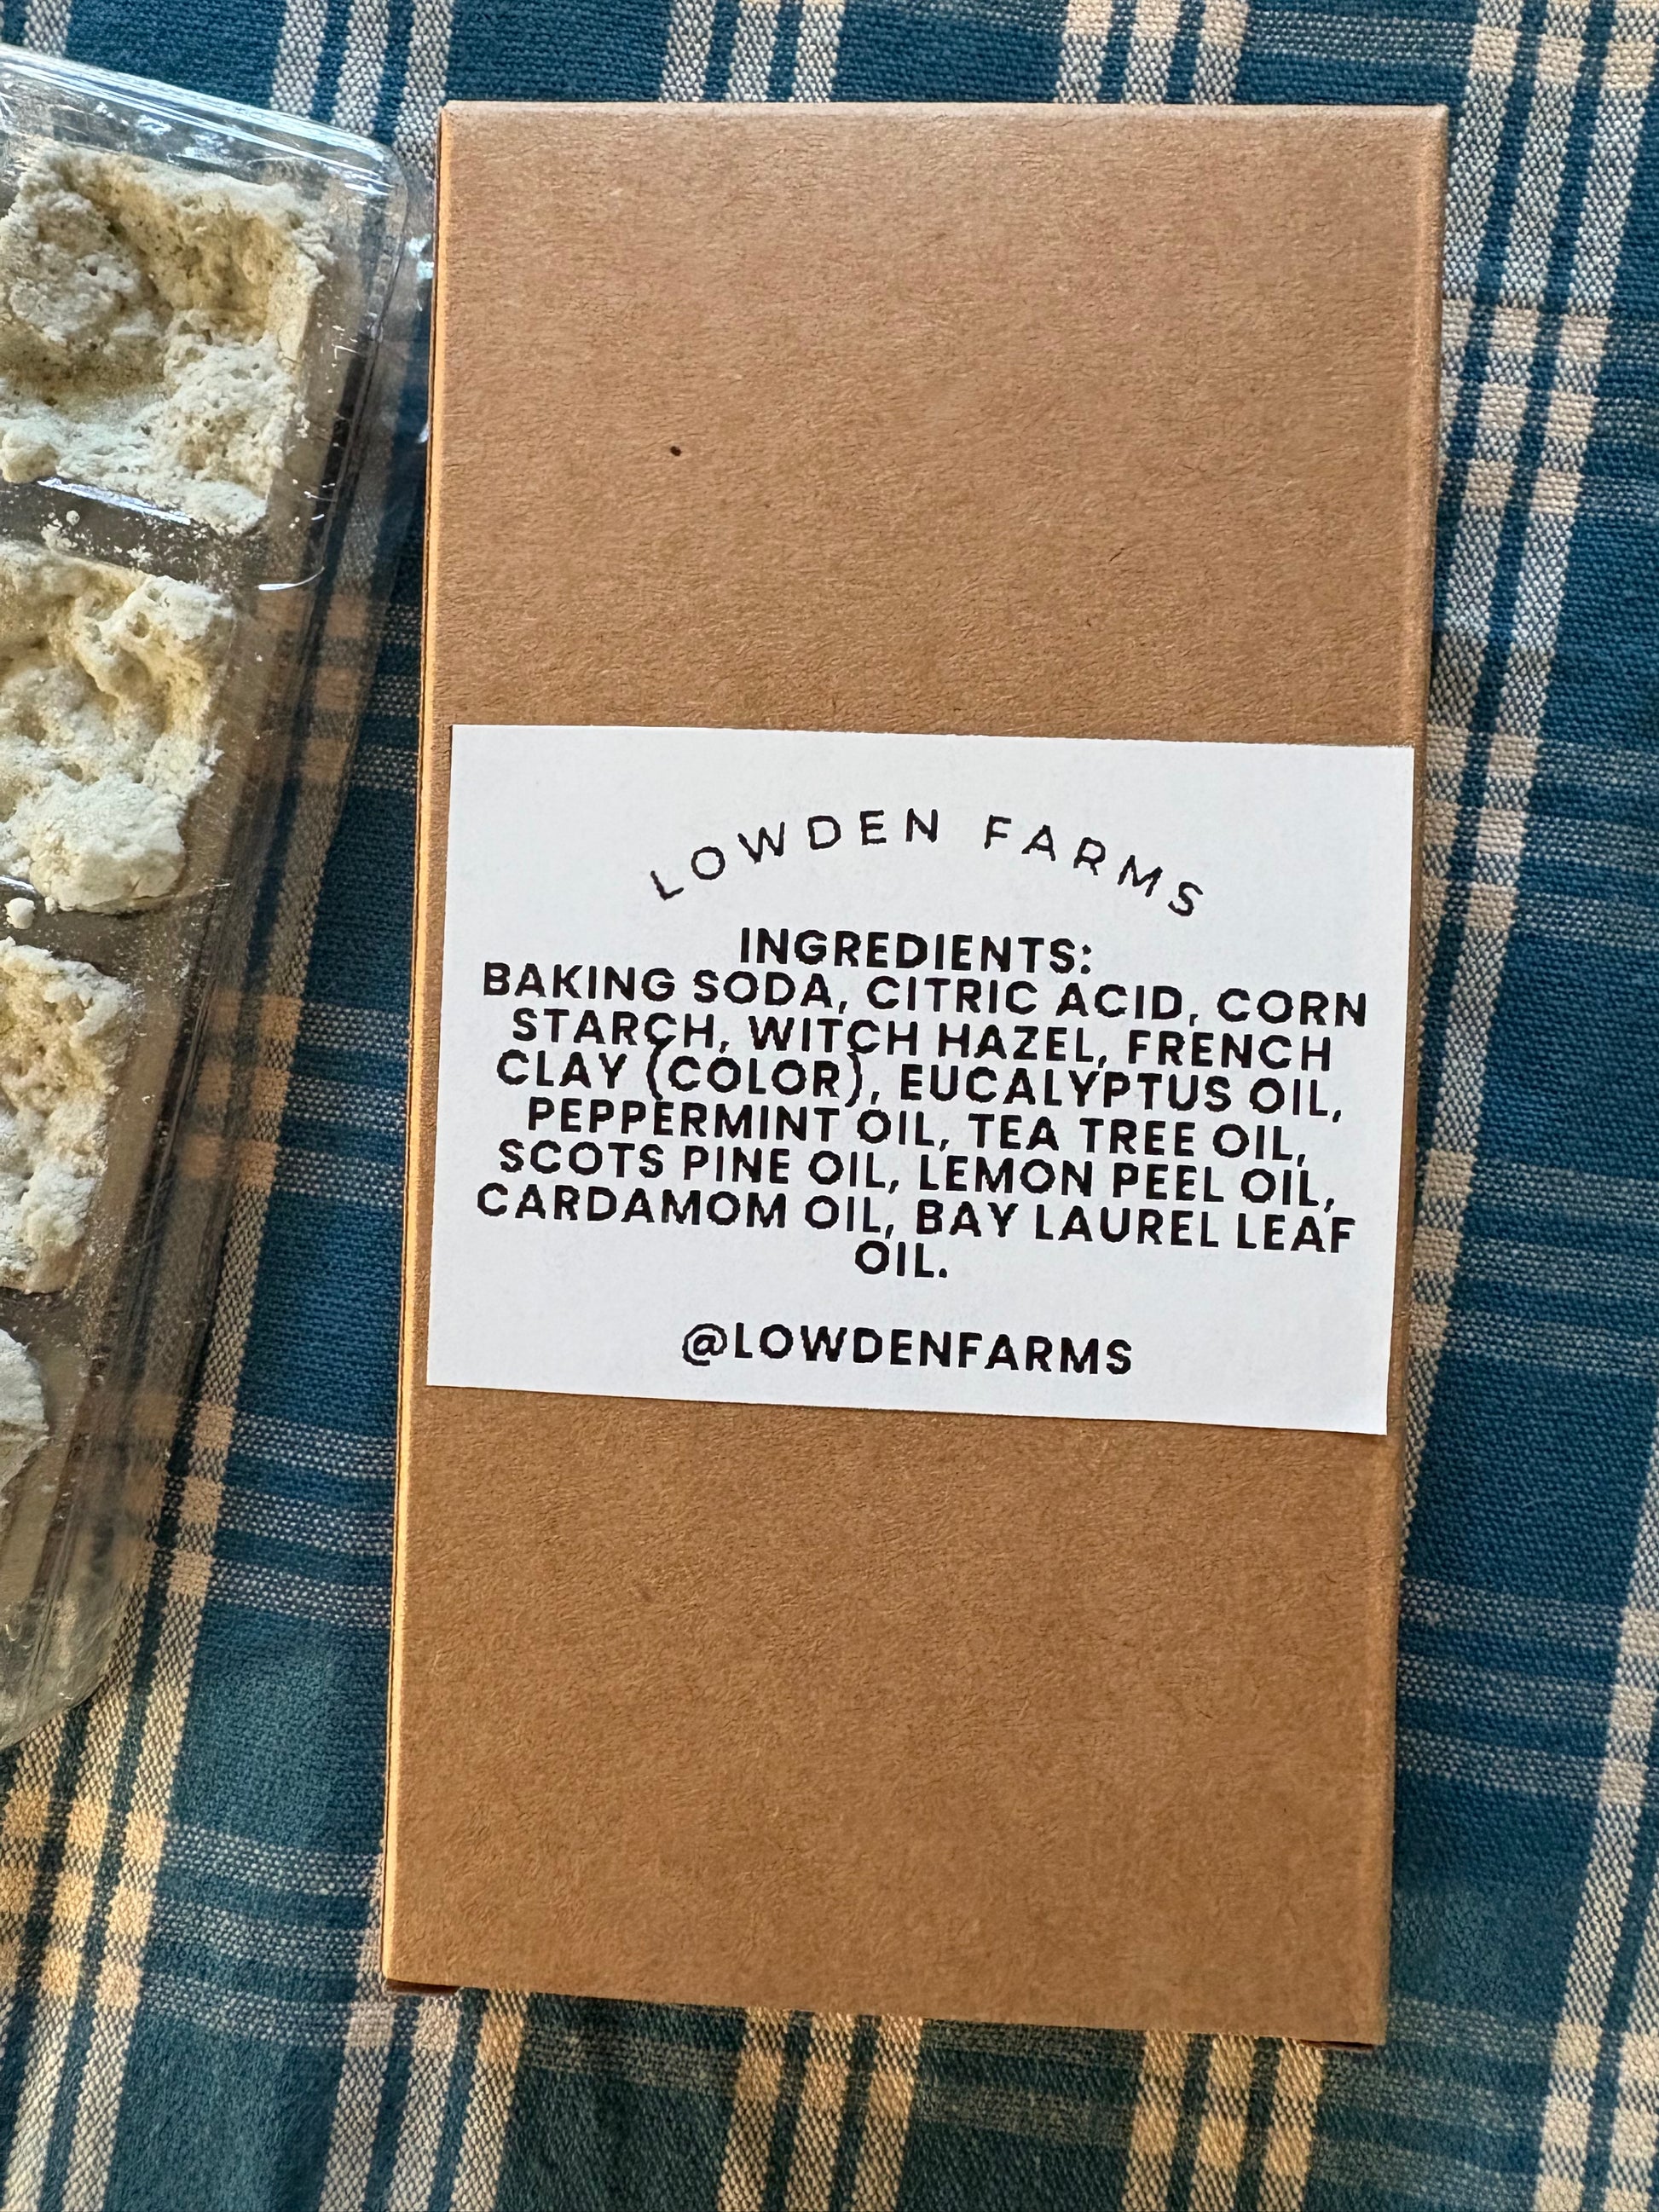 LOWDEN FARMS
INGREDIENTS:
BAKING SODA, CITRIC ACID, CORN
STARCH, WITCH HAZEL, FRENCH
CLAY (COLOR), EUCALYPTUS OIL,
PEPPERMINT OIL, TEA TREE OIL,
SCOTS PINE OIL, LEMON PEEL OIL,
CARDAMOM OIL, BAY LAUREL LEAF
OIL.
@LOWDENFARMS